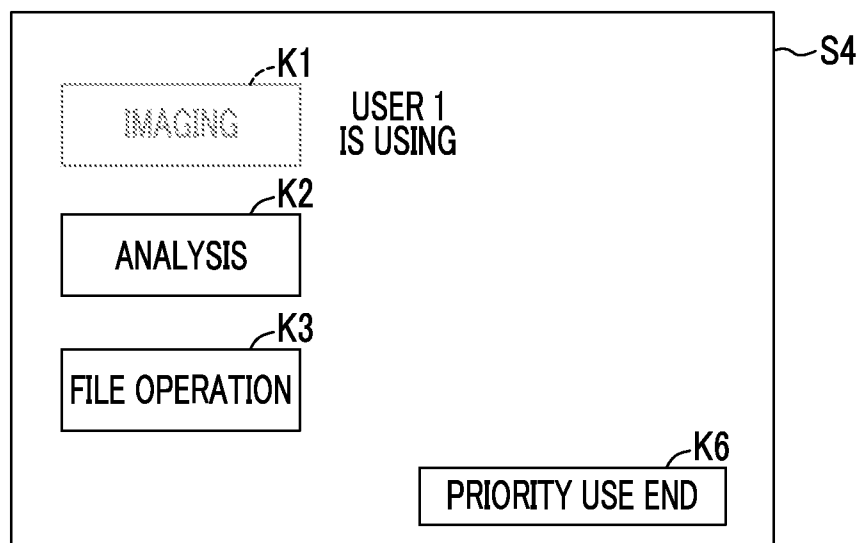 S4
K1
IMAGING
USER 1
IS USING
K2
ANALYSIS
K3
FILE OPERATION
K6
PRIORITY USE END